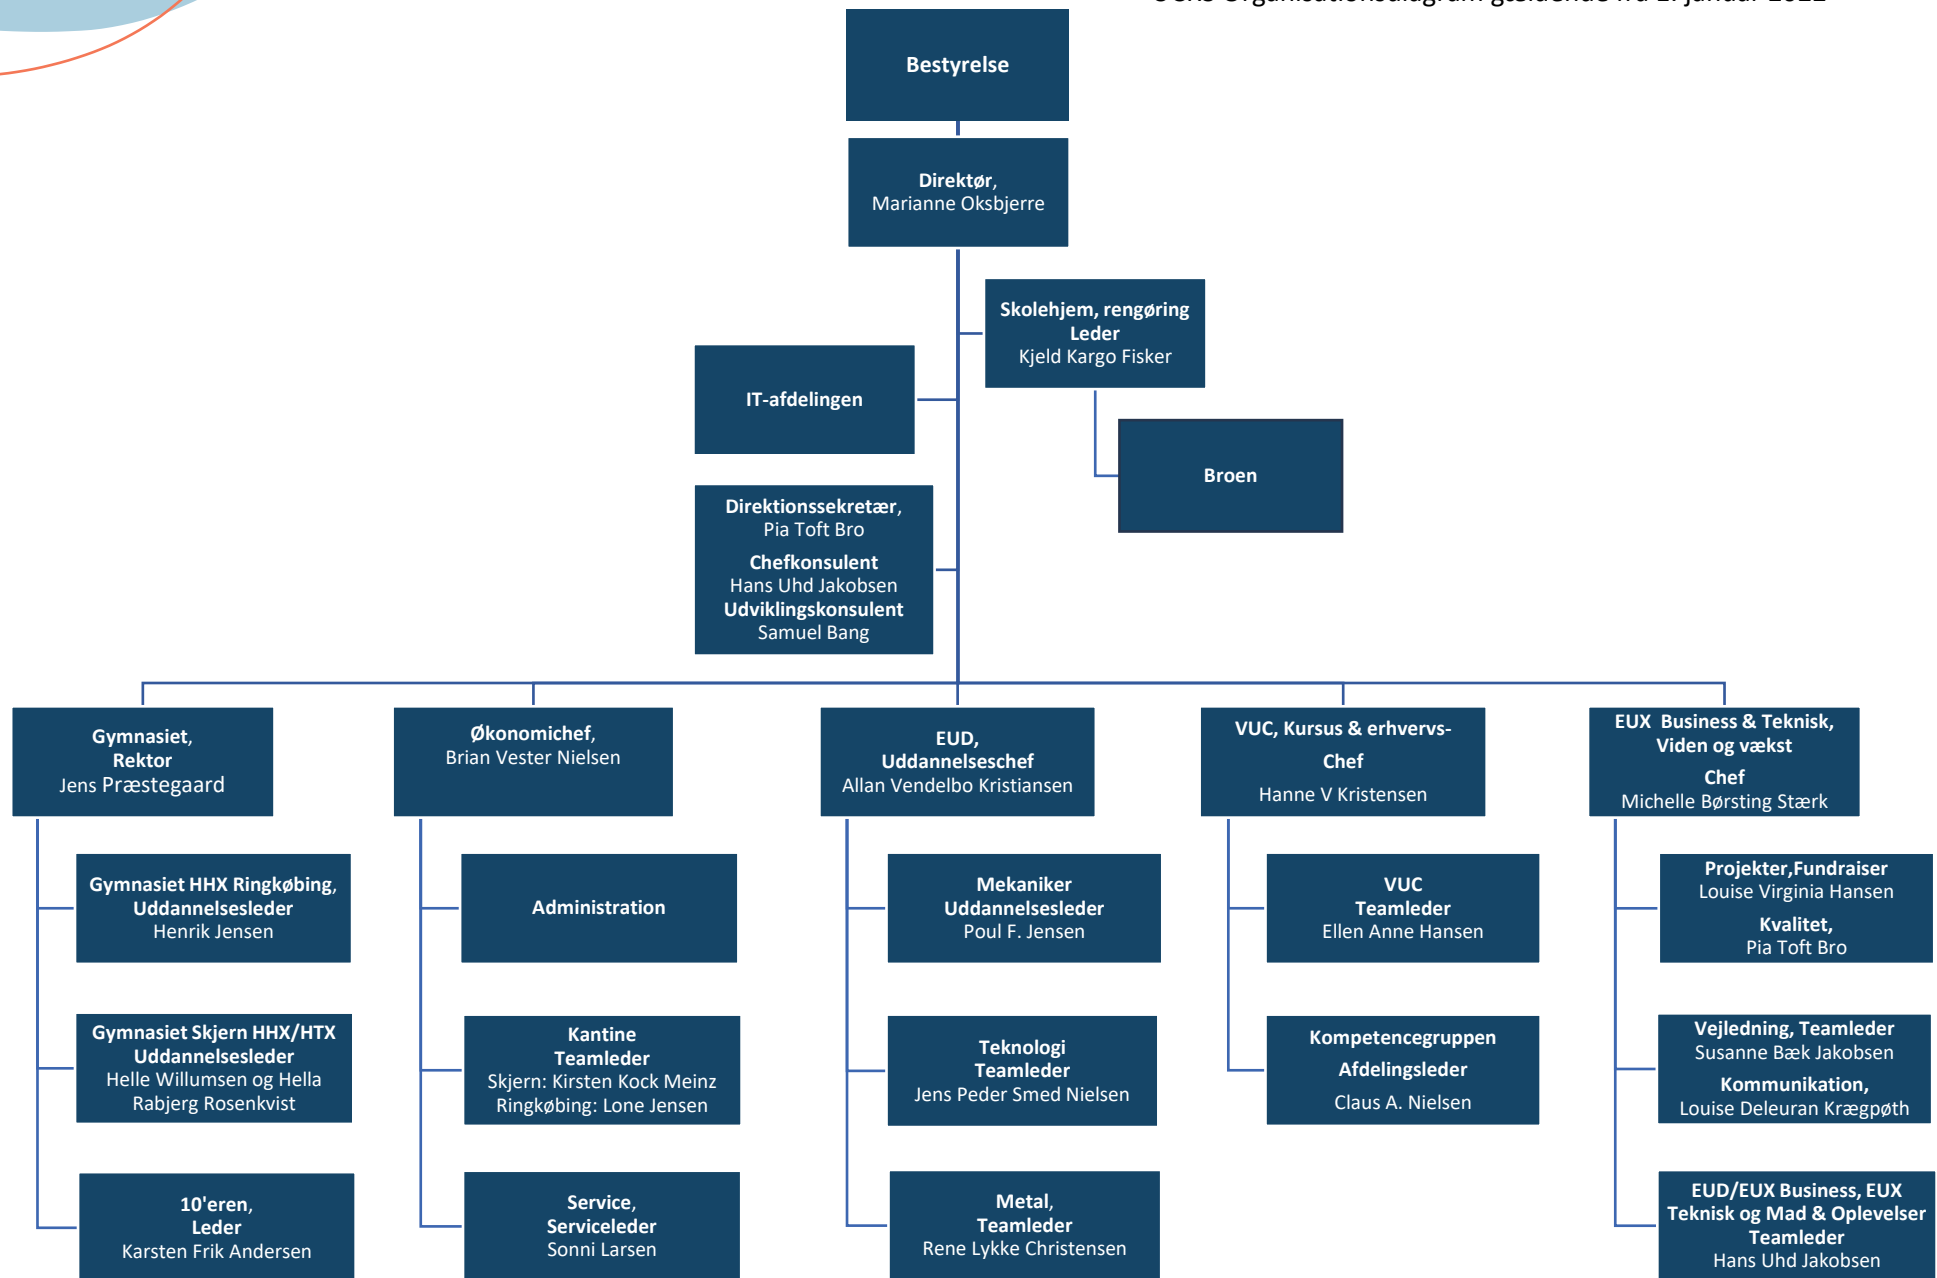 UCRS Organisationsdiagram gældende fra 1. januar 2022
Bestyrelse
Direktør,
Marianne Oksbjerre
Skolehjem, rengøring
Leder
Kjeld Kargo Fisker
IT-afdelingen
Broen
Direktionssekretær,
Pia Toft Bro
Chefkonsulent
Hans Uhd Jakobsen
Udviklingskonsulent
Samuel Bang
Gymnasiet,
Rektor
Jens Præstegaard
Økonomichef,
Brian Vester Nielsen
EUD,
Uddannelseschef
Allan Vendelbo Kristiansen
VUC, Kursus & erhvervs-
Chef
Hanne V Kristensen
EUX  Business & Teknisk,
Viden og vækst
Chef
Michelle Børsting Stærk
Gymnasiet HHX Ringkøbing,
Uddannelsesleder
Henrik Jensen
Administration
Mekaniker
Uddannelsesleder
Poul F. Jensen
VUC
Teamleder
Ellen Anne Hansen
Projekter,Fundraiser
Louise Virginia Hansen
Kvalitet,
Pia Toft Bro
Gymnasiet Skjern HHX/HTX
Uddannelsesleder
Helle Willumsen og Hella
Rabjerg Rosenkvist
Kantine
Teamleder
Skjern: Kirsten Kock Meinz
Ringkøbing: Lone Jensen
Teknologi
Teamleder
Jens Peder Smed Nielsen
Kompetencegruppen
Afdelingsleder
Claus A. Nielsen
Vejledning, Teamleder
Susanne Bæk Jakobsen
Kommunikation,
Louise Deleuran Krægpøth
10'eren,
Leder
Karsten Frik Andersen
Service,
Serviceleder
Sonni Larsen
Metal,
Teamleder
Rene Lykke Christensen
EUD/EUX Business, EUX
Teknisk og Mad & Oplevelser
Teamleder
Hans Uhd Jakobsen